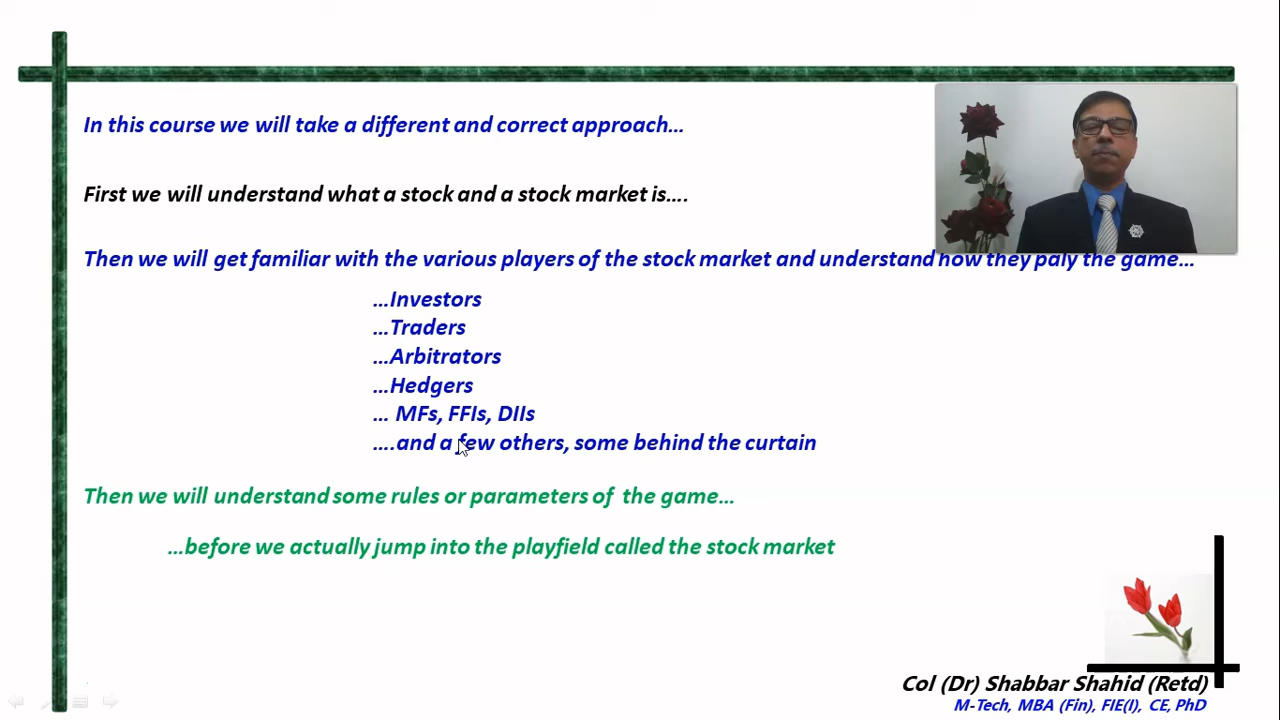 In this course we will take a different and correct approach...
First we will understand what a stock and a stock market is....
Then we will get familiar with the various players of the stock market and understand how they paly the game...
...Investors
...Traders
...Arbitrators
...Hedgers
... MFs, FFIs, DIIs
....and a few others, some behind the curtain
Then we will understand some rules or parameters of the game...
...before we actually jump into the playfield called the stock market
Col (Dr) Shabbar Shahid (Retd)
M-Tech, MBA (Fin), FIE(I), CE, PhD